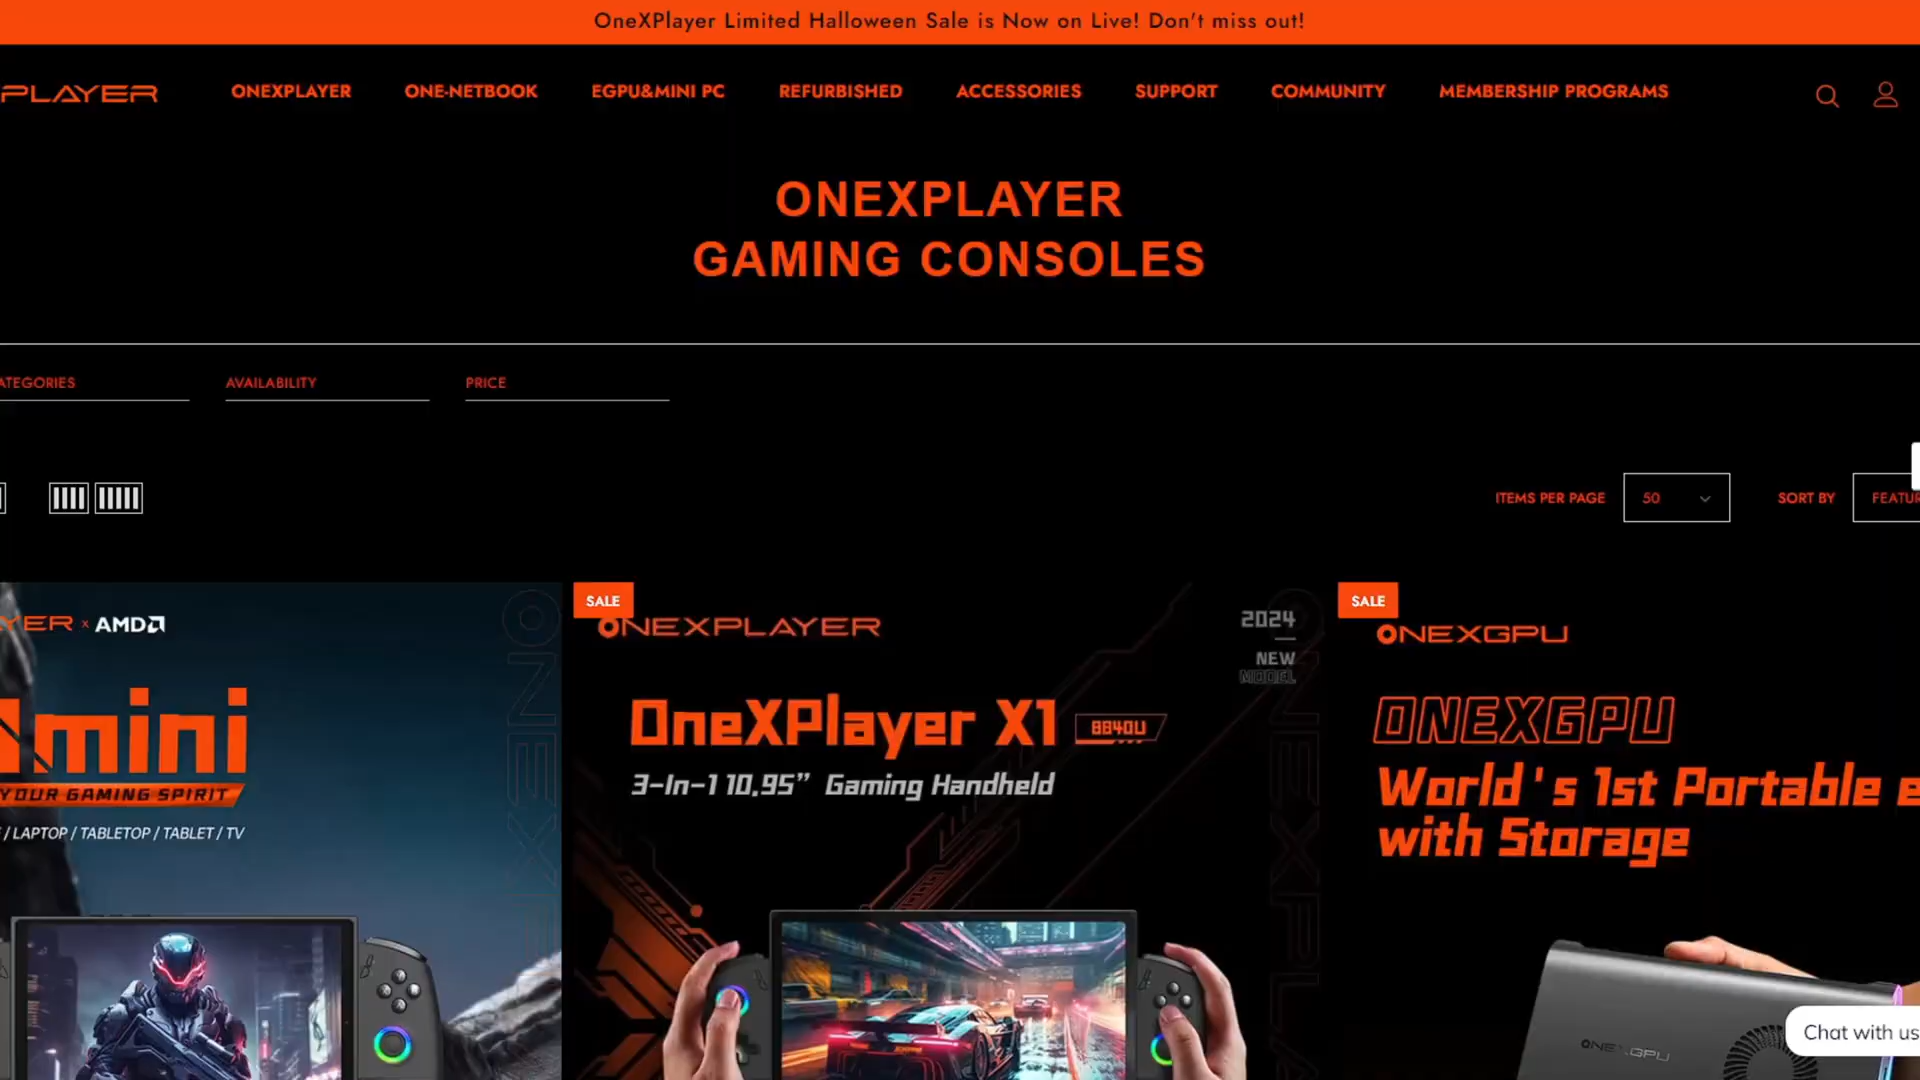 OneXPlayer Limited Halloween Sale is Now on Live! Don't miss out!
PLAYER
ONEXPLAYER
ONE-NETBOOK
EGPU&MINI PC
REFURBISHED
ACCESSORIES
SUPPORT
COMMUNITY
MEMBERSHIP PROGRAMS
ONEXPLAYER
GAMING CONSOLES
ATEGORIES
AVAILABILITY
PRICE
ITEMS PER PAGE
50
SORT BY
FEATUR
YER x AMD
mini
YOUR GAMING SPIRIT
/ LAPTOP / TABLETOP / TABLET / TV
SALE
ONEXPLAYER
2024
NEW
MODEL
OneXPlayer X1 8840U
3-In-1 10.95” Gaming Handheld
SALE
ONEXGPU
ONEXGPU
World's 1st Portable e
with Storage
ONEXGPU
Chat with us